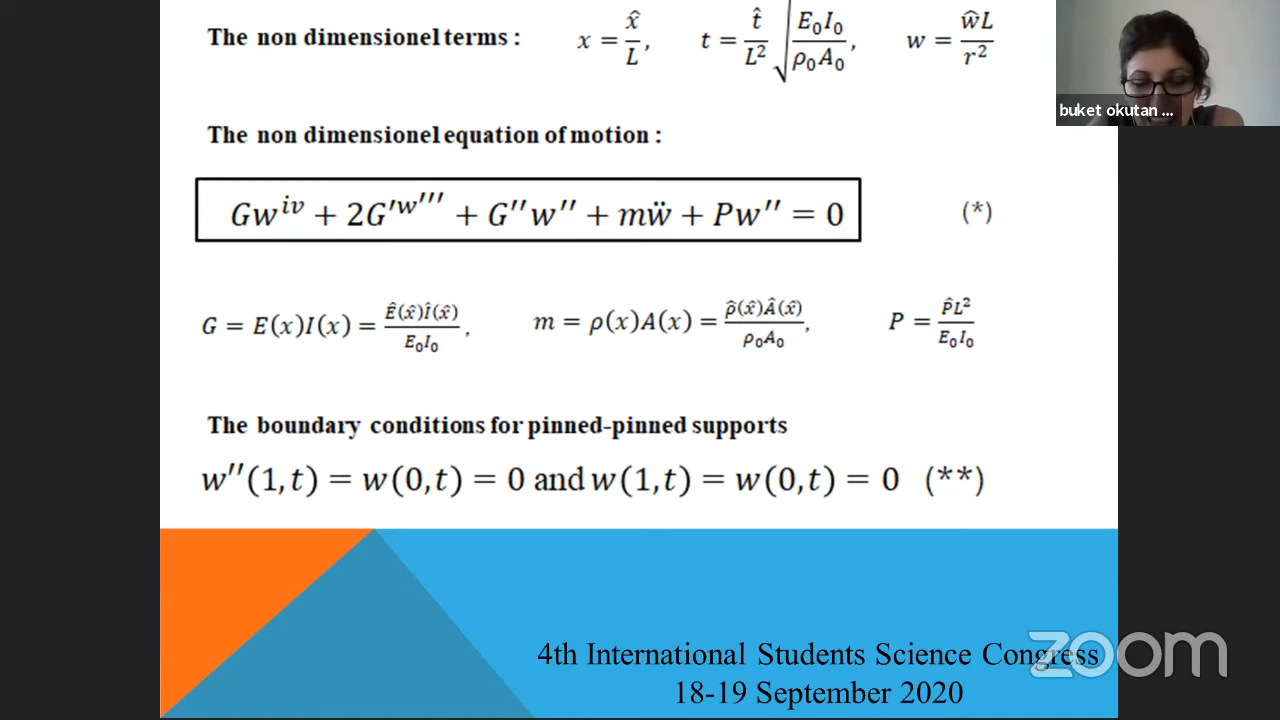 The non dimensionel terms : x = x̂/L, t = t̂/L² √(E₀I₀/ρ₀A₀), w = ŵL/r²
buket okutan ...
The non dimensionel equation of motion :
Gwⁱᵛ + 2G′w‴ + G″w″ + mẅ + Pw″ = 0 (*)
G = E(x)I(x) = Ê(x̂)Î(x̂)/E₀I₀, m = ρ(x)A(x) = ρ̂(x̂)Â(x̂)/ρ₀A₀, P = P̂L²/E₀I₀
The boundary conditions for pinned-pinned supports
w″(1,t) = w(0,t) = 0 and w(1,t) = w(0,t) = 0 (**)
4th International Students Science Congress
18-19 September 2020
zoom